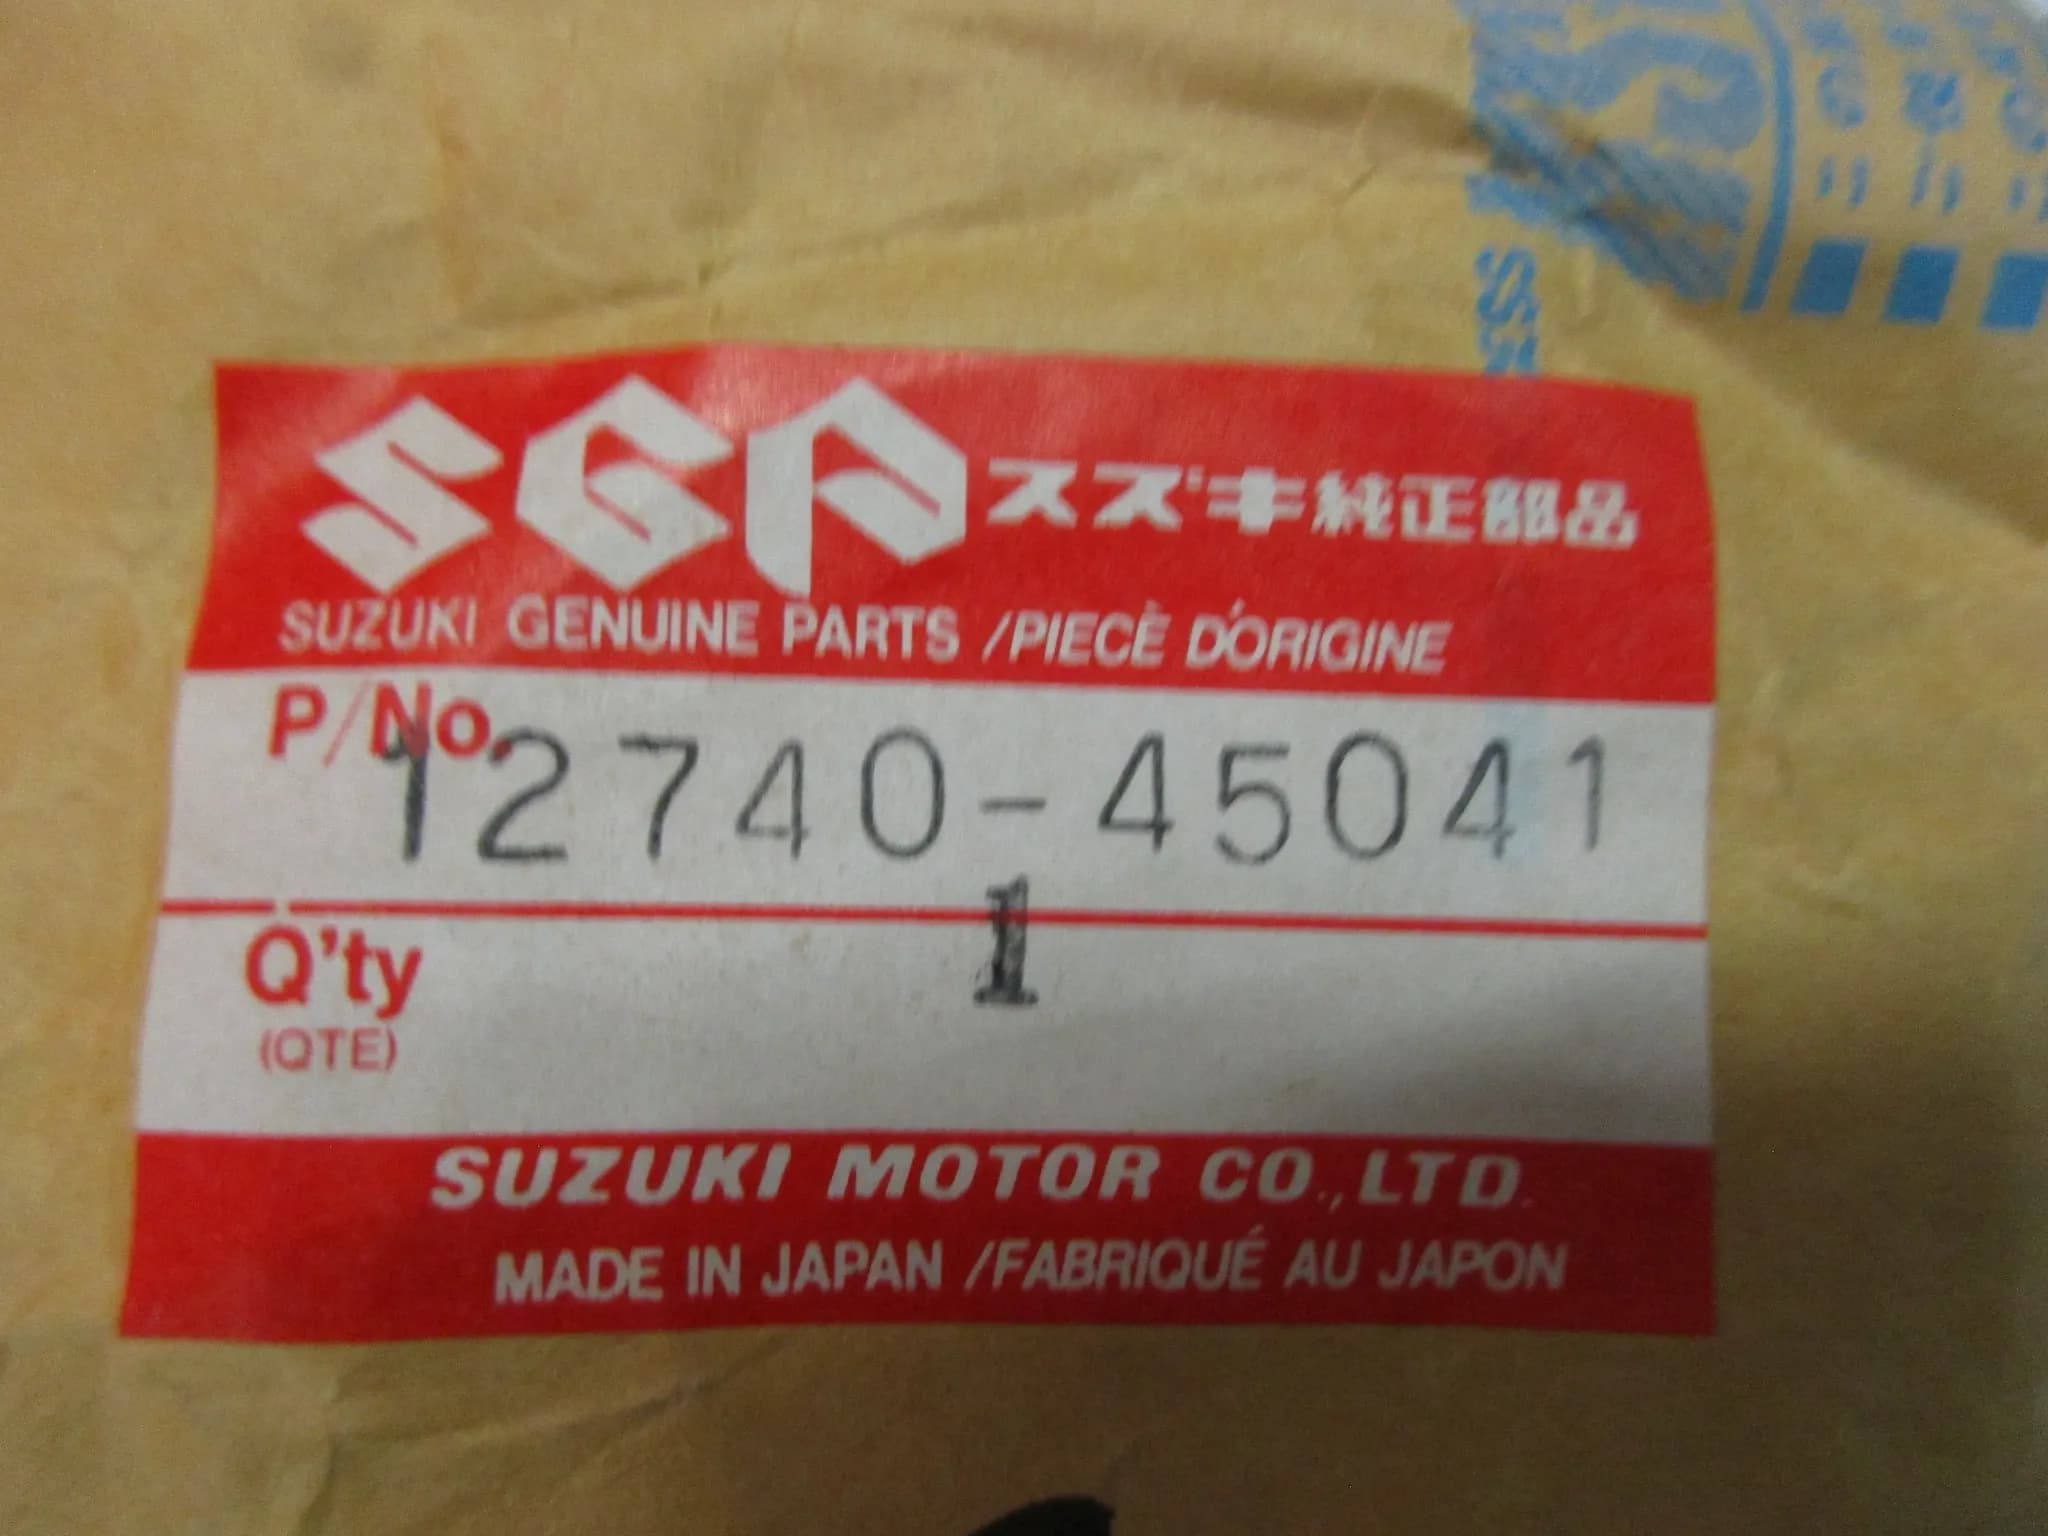 SGP スズキ純正部品
SUZUKI GENUINE PARTS /PIECÈ D'ORIGINE
P/No. 12740-45041
Q'ty 1
(QTE)
SUZUKI MOTOR CO., LTD.
MADE IN JAPAN /FABRIQUÉ AU JAPON